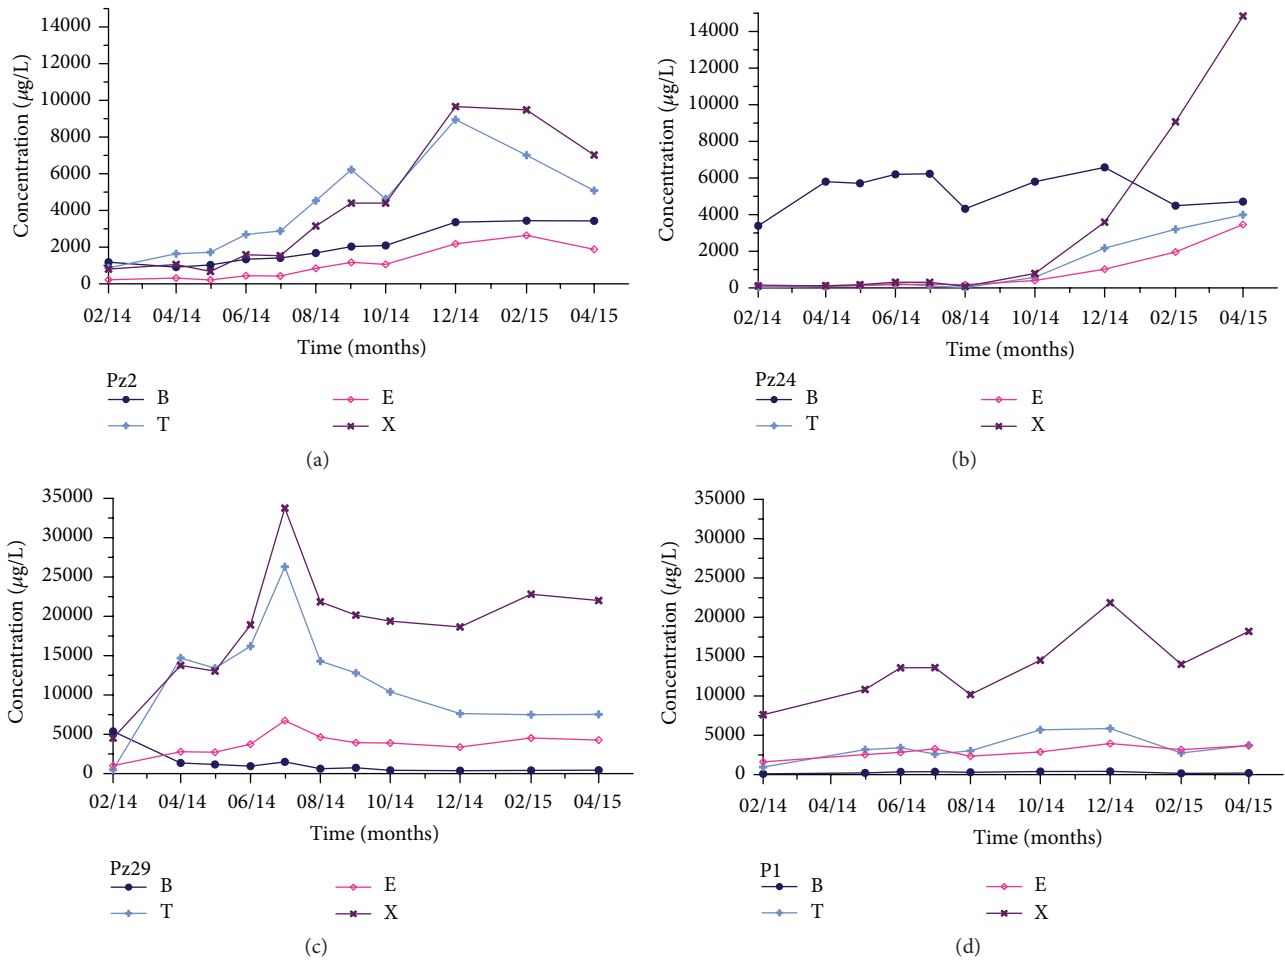 14000
12000
10000
8000
6000
4000
2000
0
Concentration (µg/L)
02/14 04/14 06/14 08/14 10/14 12/14 02/15 04/15
Time (months)
Pz2
B E
T X
(a)
14000
12000
10000
8000
6000
4000
2000
0
Concentration (µg/L)
02/14 04/14 06/14 08/14 10/14 12/14 02/15 04/15
Time (months)
Pz24
B E
T X
(b)
35000
30000
25000
20000
15000
10000
5000
0
Concentration (µg/L)
02/14 04/14 06/14 08/14 10/14 12/14 02/15 04/15
Time (months)
Pz29
B E
T X
(c)
35000
30000
25000
20000
15000
10000
5000
0
Concentration (µg/L)
02/14 04/14 06/14 08/14 10/14 12/14 02/15 04/15
Time (months)
P1
B E
T X
(d)